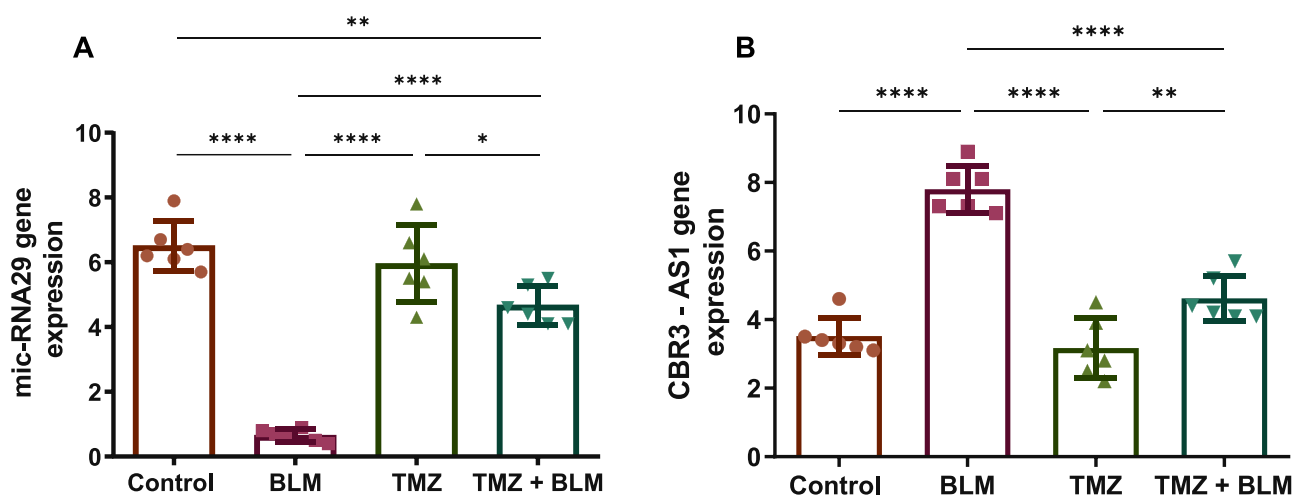 A
**
****
**** **** *
mic-RNA29 gene
expression
10
8
6
4
2
0
Control BLM TMZ TMZ + BLM
B
****
**** **** **
CBR3 - AS1 gene
expression
10
8
6
4
2
0
Control BLM TMZ TMZ + BLM